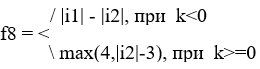 / |i1| - |i2|, при k<0
f8 = <
\ max(4,|i2|-3), при k>=0